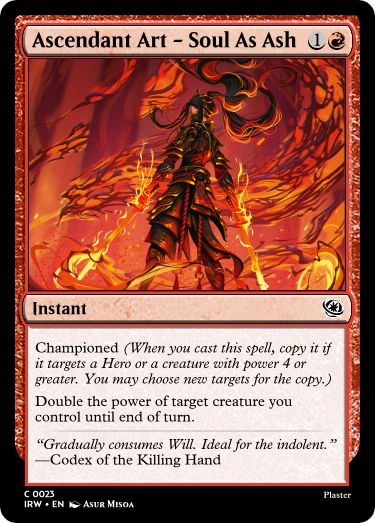 Ascendant Art – Soul As Ash 1
Instant
Championed (When you cast this spell, copy it if
it targets a Hero or a creature with power 4 or
greater. You may choose new targets for the copy.)
Double the power of target creature you
control until end of turn.
“Gradually consumes Will. Ideal for the indolent.”
—Codex of the Killing Hand
C 0023
IRW • EN Asur Misoa
Plaster